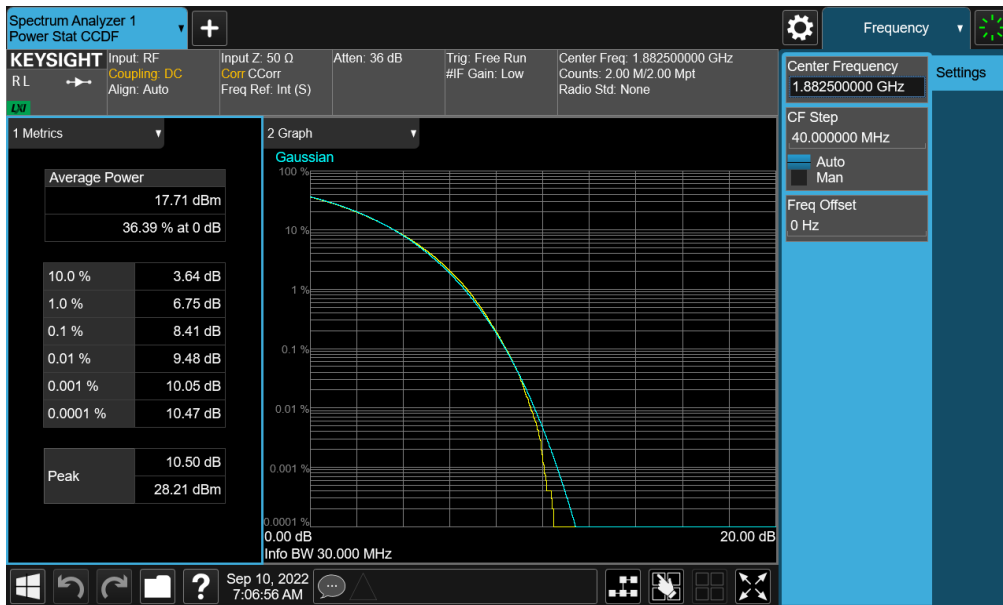 Spectrum Analyzer 1
Power Stat CCDF
Frequency
KEYSIGHT
R L
LXI
Input: RF
Coupling: DC
Align: Auto
Input Z: 50 Ω
Corr CCorr
Freq Ref: Int (S)
Atten: 36 dB
Trig: Free Run
#IF Gain: Low
Center Freq: 1.882500000 GHz
Counts: 2.00 M/2.00 Mpt
Radio Std: None
Center Frequency
1.882500000 GHz
Settings
CF Step
40.000000 MHz
Auto
Man
Freq Offset
0 Hz
1 Metrics
Average Power
17.71 dBm
36.39 % at 0 dB
10.0 % 3.64 dB
1.0 % 6.75 dB
0.1 % 8.41 dB
0.01 % 9.48 dB
0.001 % 10.05 dB
0.0001 % 10.47 dB
Peak
10.50 dB
28.21 dBm
2 Graph
Gaussian
100 %
10 %
1 %
0.1 %
0.01 %
0.001 %
0.0001 %
0.00 dB 20.00 dB
Info BW 30.000 MHz
?
Sep 10, 2022
7:06:56 AM